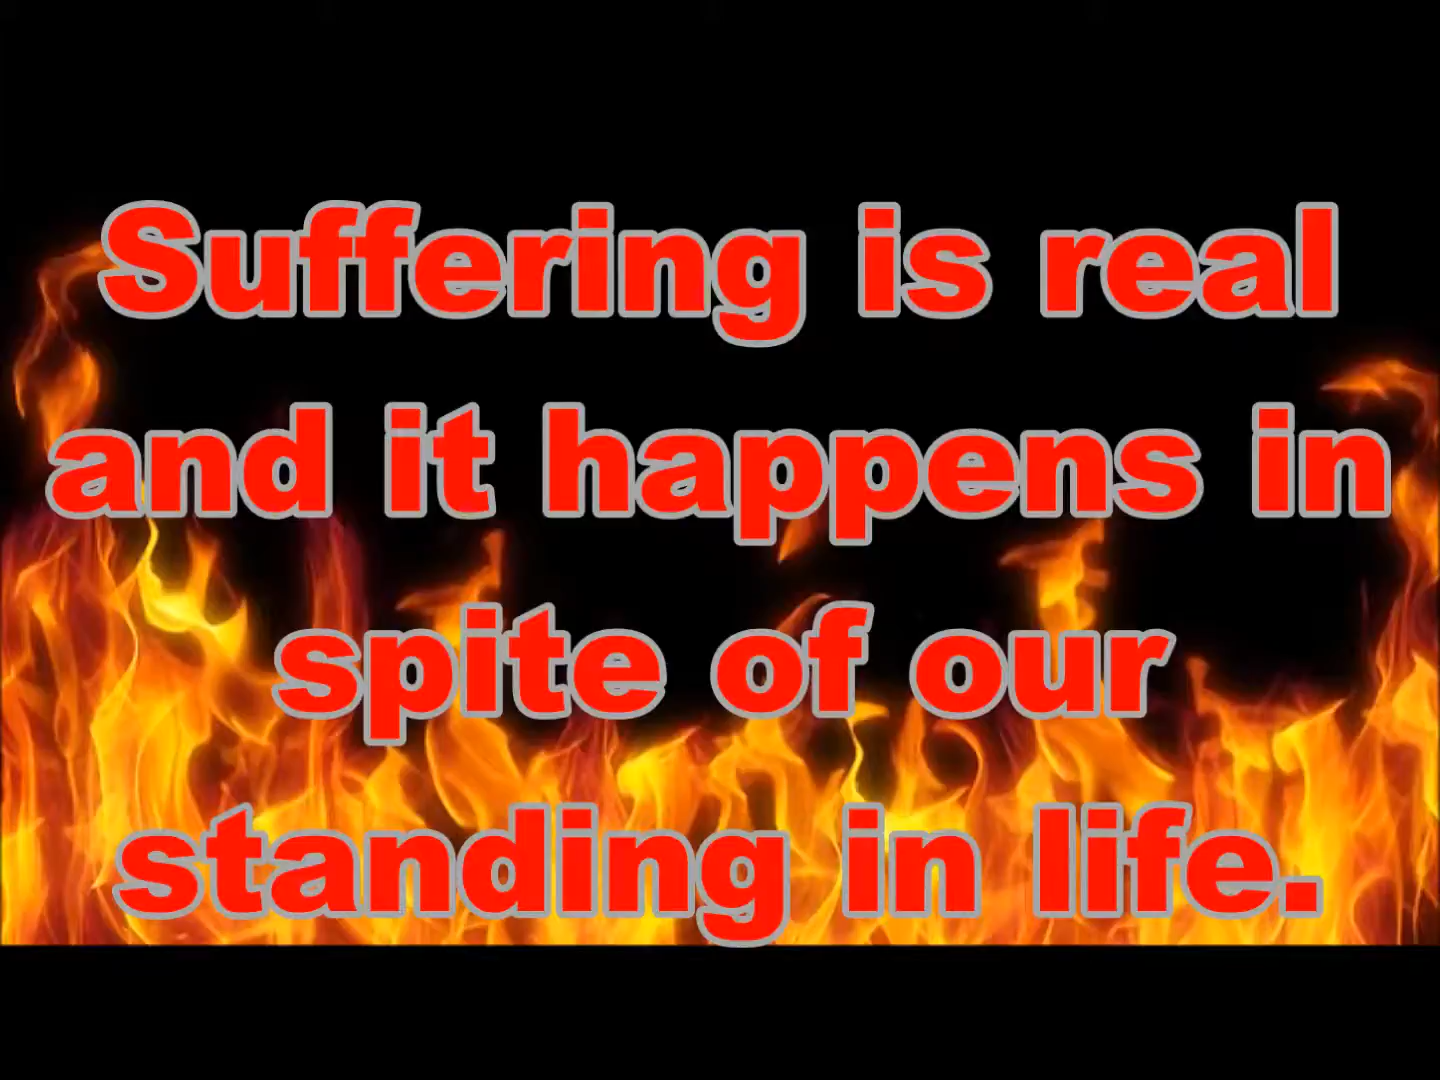 Suffering is real
and it happens in
spite of our
standing in life.